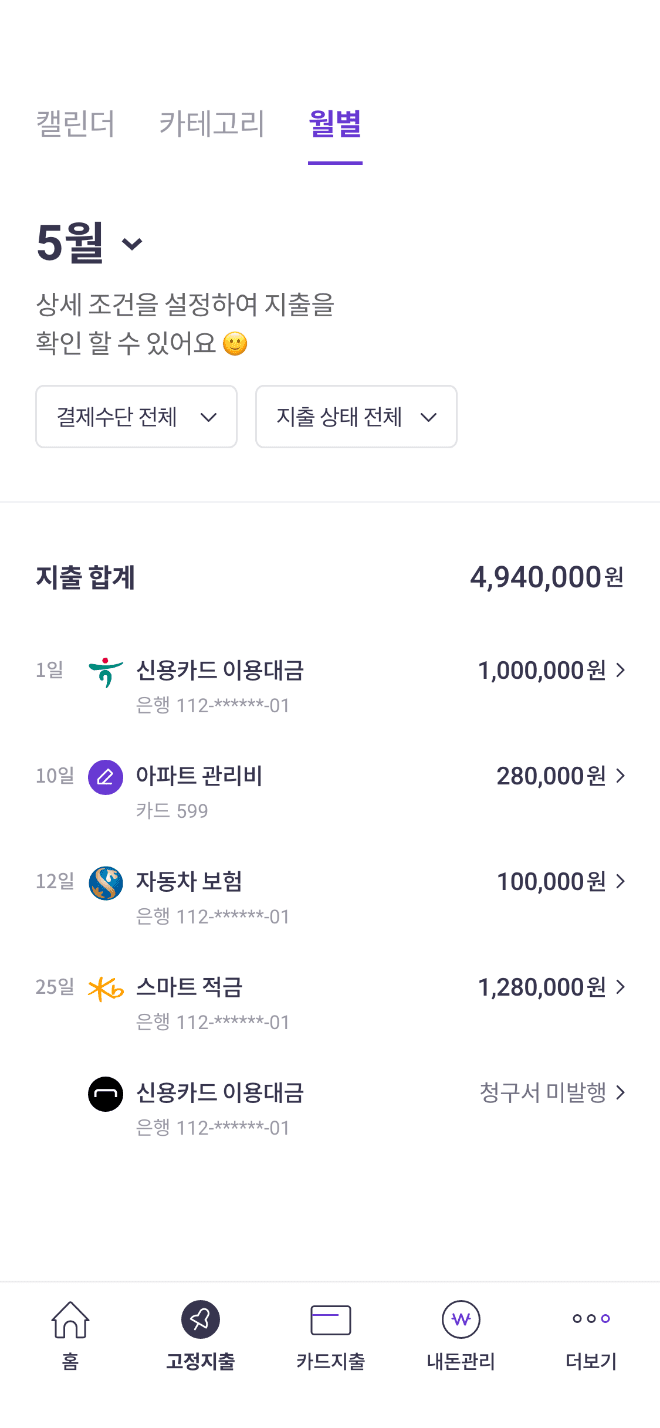 캘린더 카테고리 월별
5월
상세 조건을 설정하여 지출을
확인 할 수 있어요 🙂
결제수단 전체 지출 상태 전체
지출 합계 4,940,000원
1일 신용카드 이용대금 1,000,000원
은행 112-******-01
10일 아파트 관리비 280,000원
카드 599
12일 자동차 보험 100,000원
은행 112-******-01
25일 스마트 적금 1,280,000원
은행 112-******-01
신용카드 이용대금 청구서 미발행
은행 112-******-01
홈 고정지출 카드지출 내돈관리 더보기